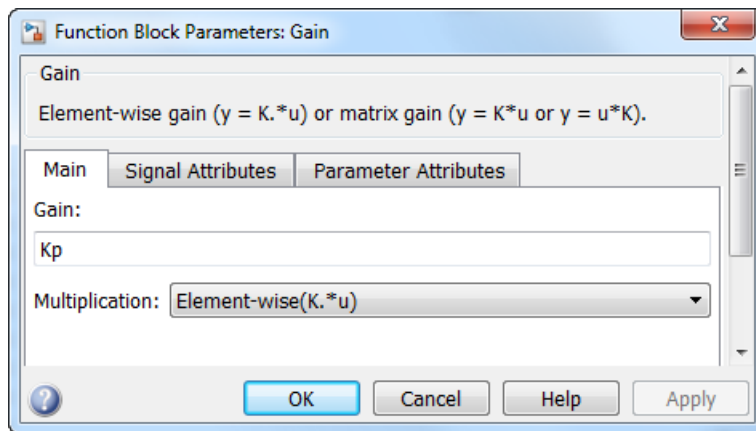 Function Block Parameters: Gain
Gain
Element-wise gain (y = K.*u) or matrix gain (y = K*u or y = u*K).
Main Signal Attributes Parameter Attributes
Gain:
Kp
Multiplication: Element-wise(K.*u)
OK Cancel Help Apply